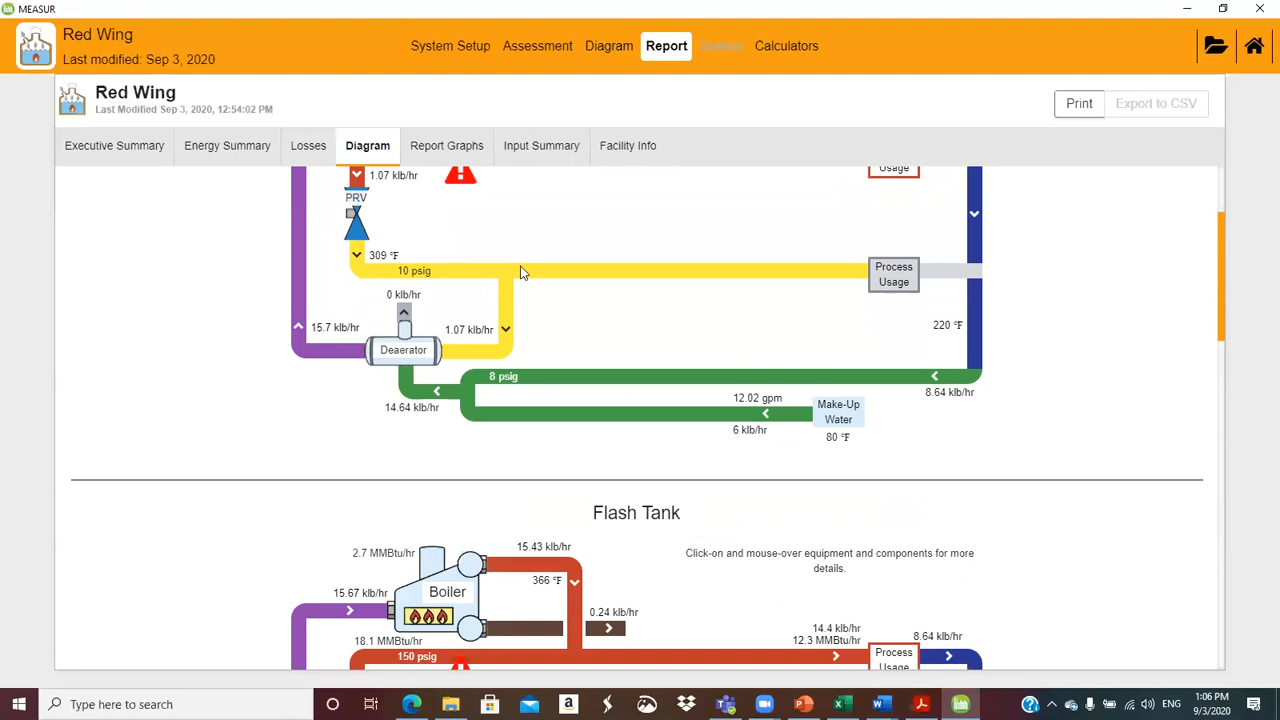 MEASUR
Red Wing
Last modified: Sep 3, 2020
System Setup
Assessment
Diagram
Report
Calculators
Red Wing
Last Modified Sep 3, 2020, 12:54:02 PM
Print
Export to CSV
Executive Summary
Energy Summary
Losses
Diagram
Report Graphs
Input Summary
Facility Info
1.07 klb/hr
Usage
PRV
309 °F
10 psig
Process
Usage
0 klb/hr
15.7 klb/hr
1.07 klb/hr
220 °F
Deaerator
8 psig
14.64 klb/hr
12.02 gpm
8.64 klb/hr
Make-Up
Water
6 klb/hr
80 °F
Flash Tank
2.7 MMBtu/hr
15.43 klb/hr
Click-on and mouse-over equipment and components for more
details.
366 °F
15.67 klb/hr
Boiler
0.24 klb/hr
18.1 MMBtu/hr
14.4 klb/hr
12.3 MMBtu/hr
8.64 klb/hr
150 psig
Process
Usage
Type here to search
1:06 PM
9/3/2020